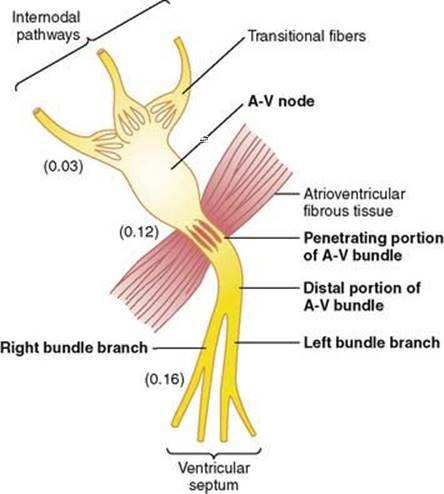 Internodal
pathways
Transitional fibers
A-V node
(0.03)
Atrioventricular
fibrous tissue
(0.12)
Penetrating portion
of A-V bundle
Distal portion of
A-V bundle
Right bundle branch
Left bundle branch
(0.16)
Ventricular
septum